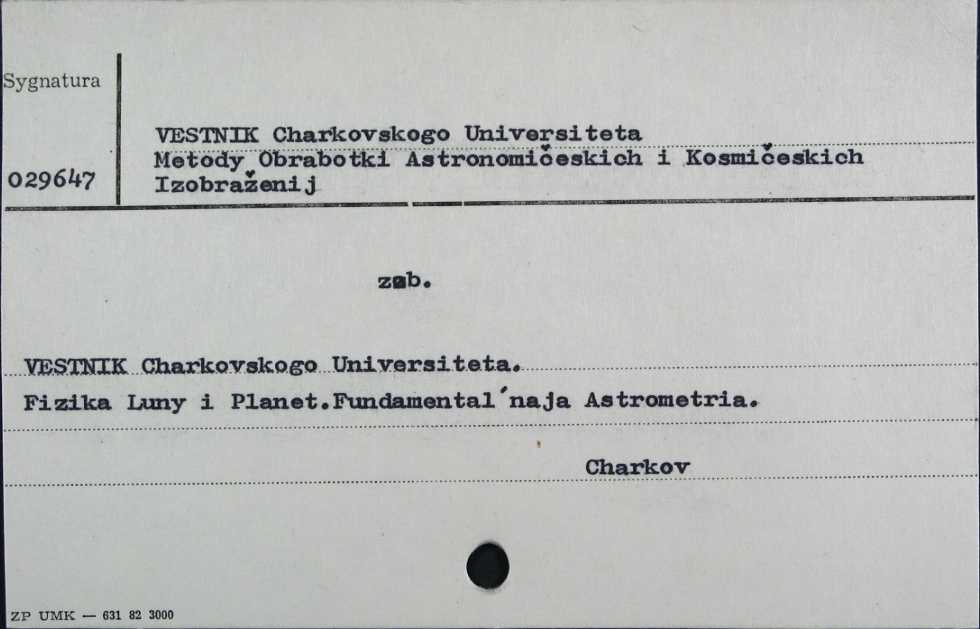 Sygnatura
VESTNIK Charkovskogo Universiteta
Metody Obrabotki Astronomičeskich i Kosmičeskich
029647
Izobraženij
zob.
VESTNIK Charkovskogo Universiteta.
Fizika Luny i Planet.Fundamental´naja Astrometria.
Charkov
ZP UMK — 631 82 3000